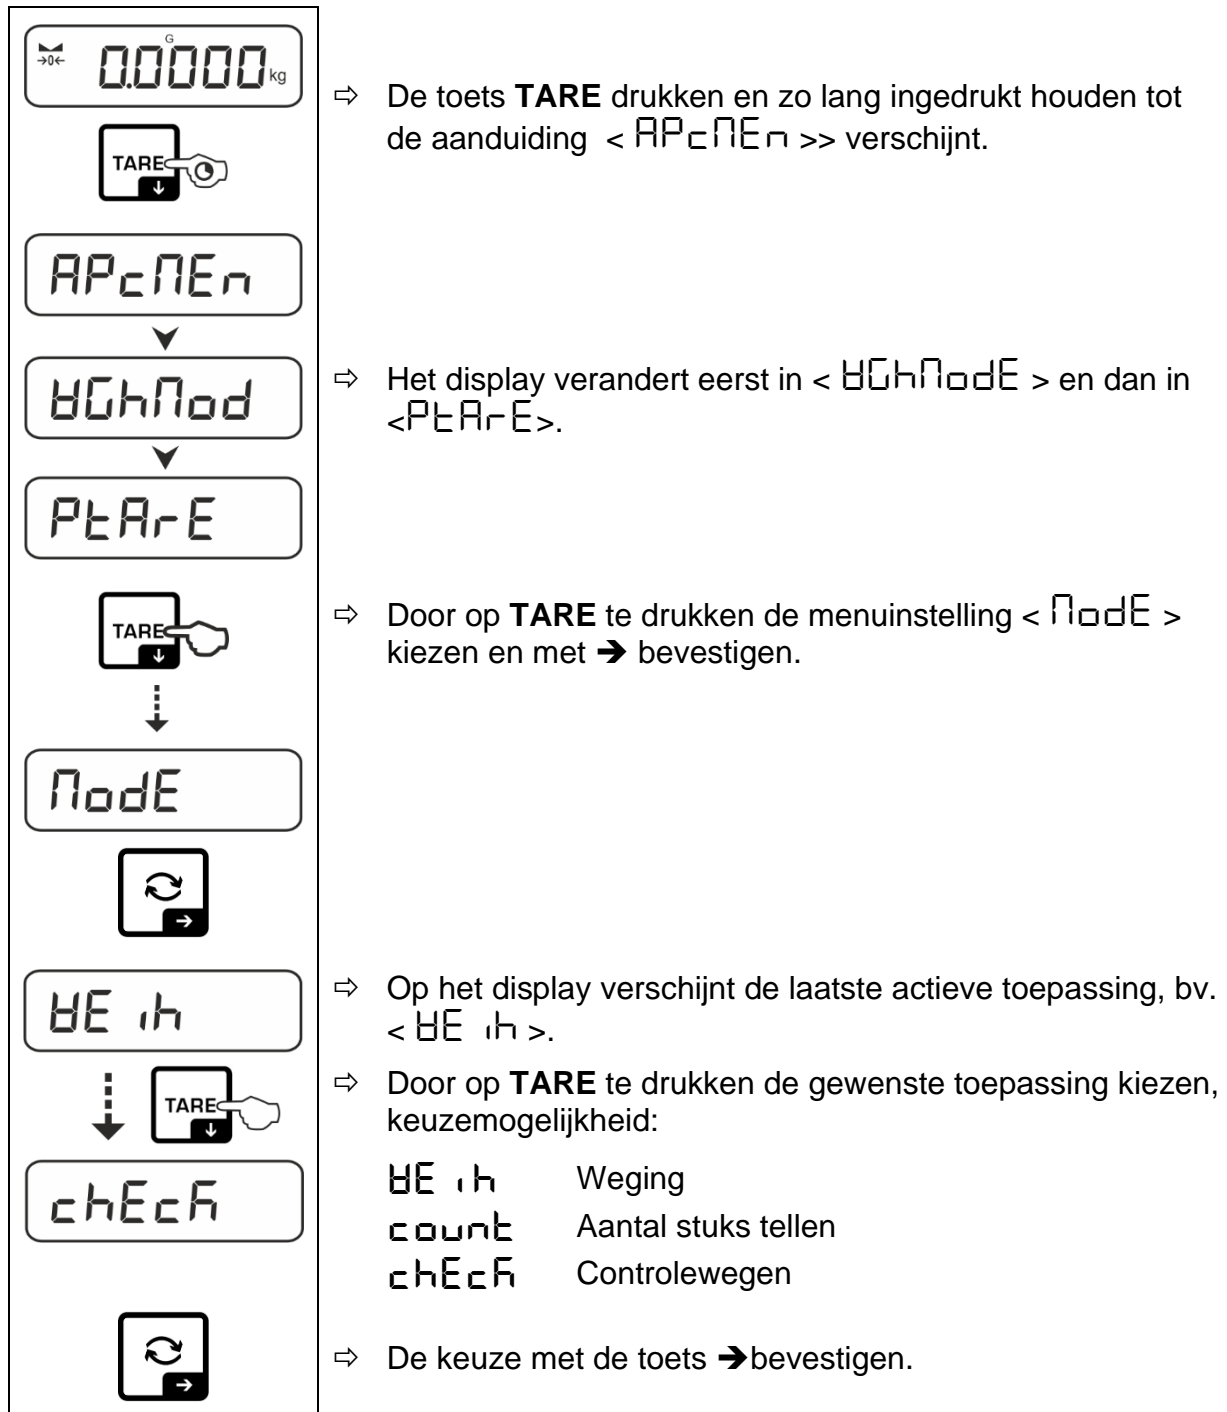 G
→0← 0.0000 kg
⇨ De toets TARE drukken en zo lang ingedrukt houden tot
de aanduiding < APcMEn >> verschijnt.
TARE
↓
APcMEn
WGhMod
⇨ Het display verandert eerst in < WGhModE > en dan in
<PtArE>.
PtArE
⇨ Door op TARE te drukken de menuinstelling < ModE >
kiezen en met ➔ bevestigen.
TARE
↓
ModE
→
WEih
⇨ Op het display verschijnt de laatste actieve toepassing, bv.
< WEih >.
⇨ Door op TARE te drukken de gewenste toepassing kiezen,
keuzemogelijkheid:
TARE
↓
chEck
WEih Weging
count Aantal stuks tellen
chEck Controlewegen
⇨ De keuze met de toets ➔bevestigen.
→